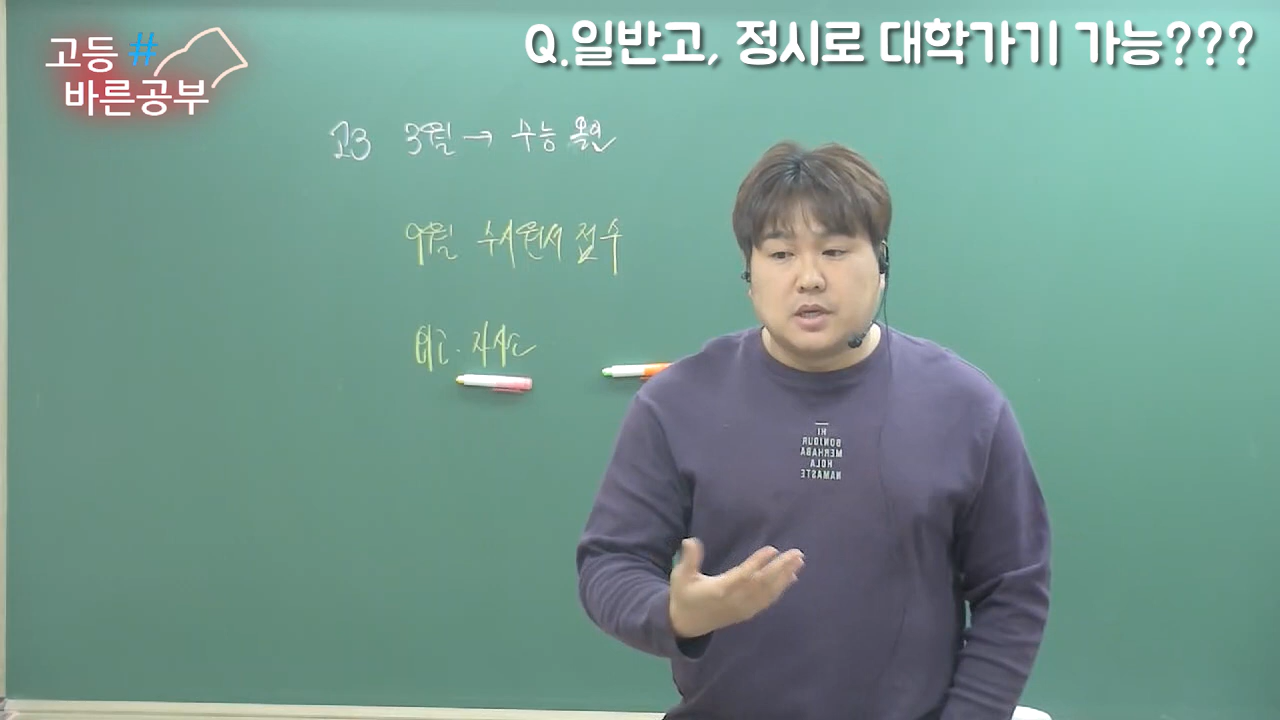 고등 #
바른공부
Q.일반고, 정시로 대학가기 가능???
고3 3월 → 수능 올인
9월 수시원서 접수
자소
HI
BONJOUR
MERHABA
HOLA
NAMASTE